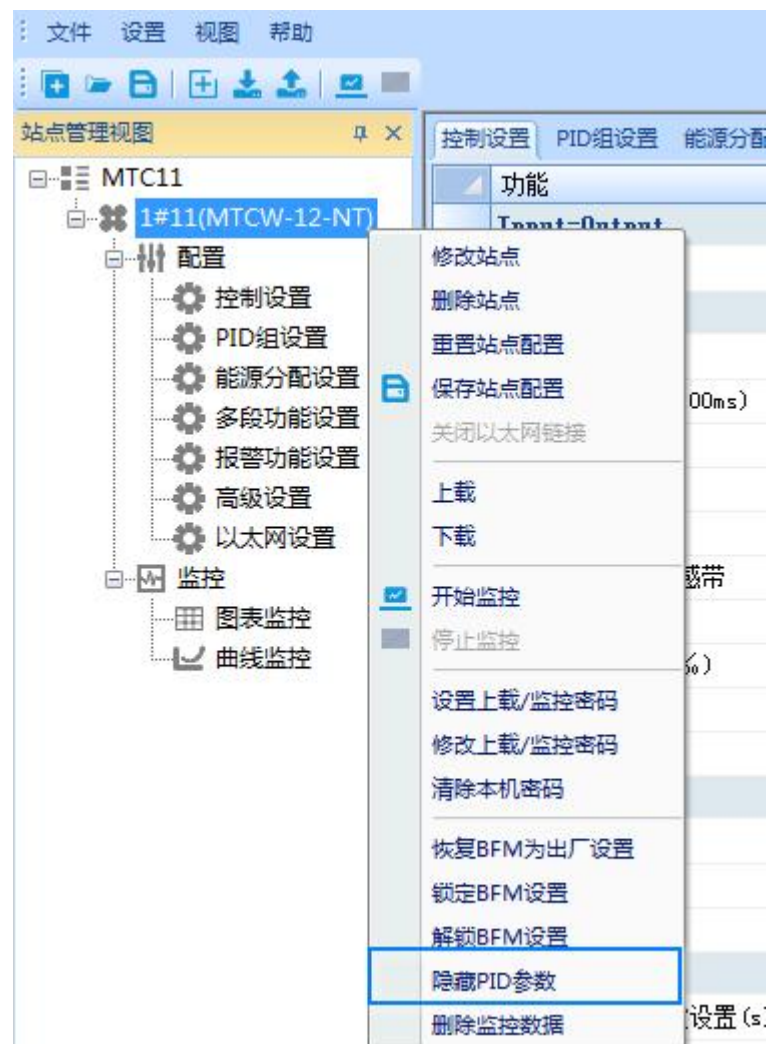 文件 设置 视图 帮助
站点管理视图
MTC11
1#11(MTCW-12-NT)
配置
控制设置
PID组设置
能源分配设置
多段功能设置
报警功能设置
高级设置
以太网设置
监控
图表监控
曲线监控
控制设置 PID组设置 能源分配
功能
Input-Output
修改站点
删除站点
重置站点配置
保存站点配置
关闭以太网链接
上载
下载
开始监控
停止监控
设置上载/监控密码
修改上载/监控密码
清除本机密码
恢复BFM为出厂设置
锁定BFM设置
解锁BFM设置
隐藏PID参数
删除监控数据
00ms)
感带
‰)
设置(s)